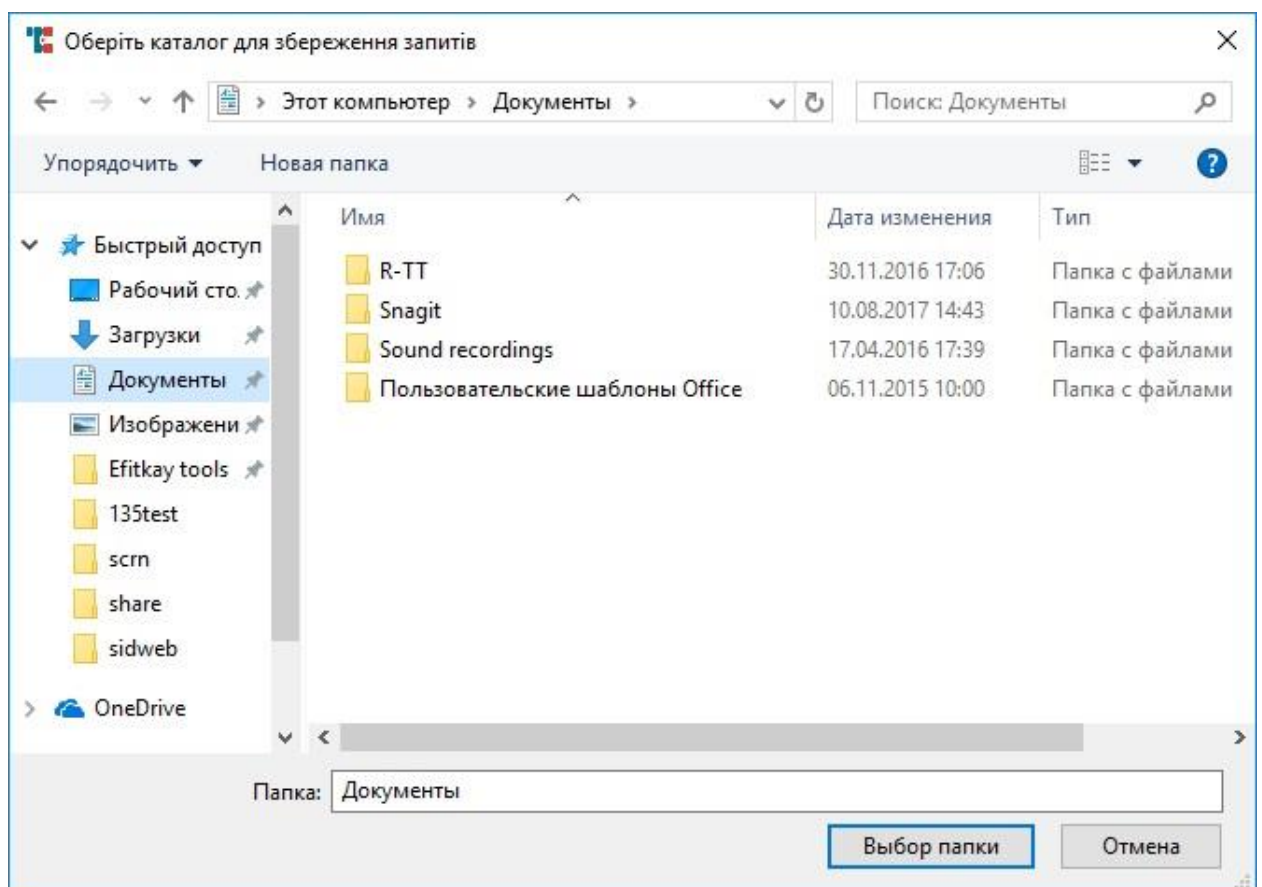 Оберіть каталог для збереження запитів
Этот компьютер > Документы > Поиск: Документы
Упорядочить Новая папка
Имя Дата изменения Тип
Быстрый доступ
Рабочий сто.
Загрузки
Документы
Изображени
Efitkay tools
135test
scrn
share
sidweb
OneDrive
R-TT 30.11.2016 17:06 Папка с файлами
Snagit 10.08.2017 14:43 Папка с файлами
Sound recordings 17.04.2016 17:39 Папка с файлами
Пользовательские шаблоны Office 06.11.2015 10:00 Папка с файлами
Папка: Документы
Выбор папки Отмена